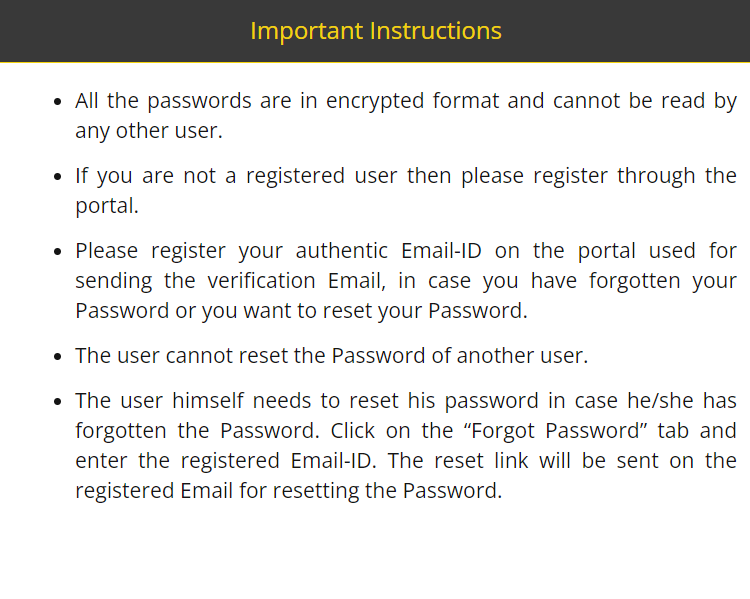 Important Instructions
• All the passwords are in encrypted format and cannot be read by
any other user.
• If you are not a registered user then please register through the
portal.
• Please register your authentic Email-ID on the portal used for
sending the verification Email, in case you have forgotten your
Password or you want to reset your Password.
• The user cannot reset the Password of another user.
• The user himself needs to reset his password in case he/she has
forgotten the Password. Click on the “Forgot Password” tab and
enter the registered Email-ID. The reset link will be sent on the
registered Email for resetting the Password.